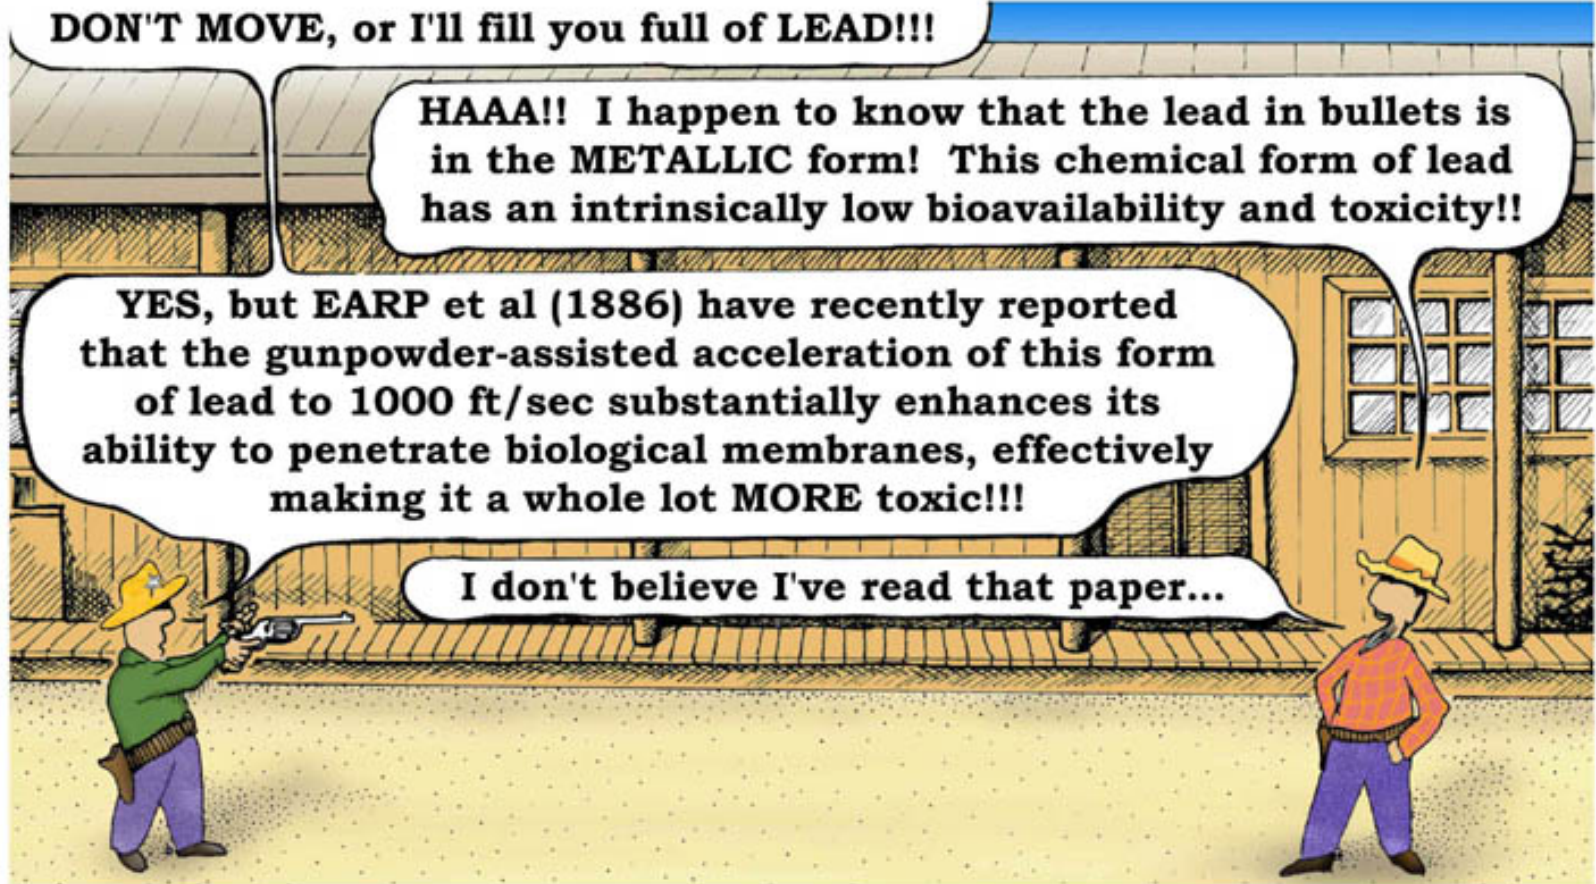 DON'T MOVE, or I'll fill you full of LEAD!!!
HAAA!! I happen to know that the lead in bullets is
in the METALLIC form! This chemical form of lead
has an intrinsically low bioavailability and toxicity!!
YES, but EARP et al (1886) have recently reported
that the gunpowder-assisted acceleration of this form
of lead to 1000 ft/sec substantially enhances its
ability to penetrate biological membranes, effectively
making it a whole lot MORE toxic!!!
I don't believe I've read that paper...